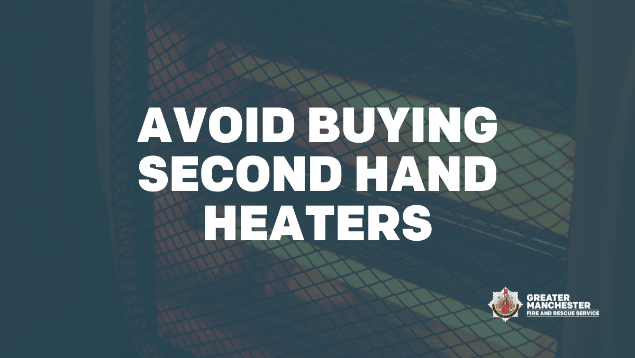 AVOID BUYING
SECOND HAND
HEATERS
GREATER
MANCHESTER
FIRE AND RESCUE SERVICE